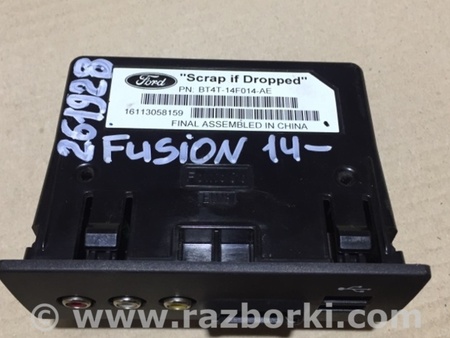 Ford "Scrap if Dropped"
PN BT4T-14F014-AE
16113058159
FINAL ASSEMBLED IN CHINA
261928
FUSION 14-
© www.razborki.com